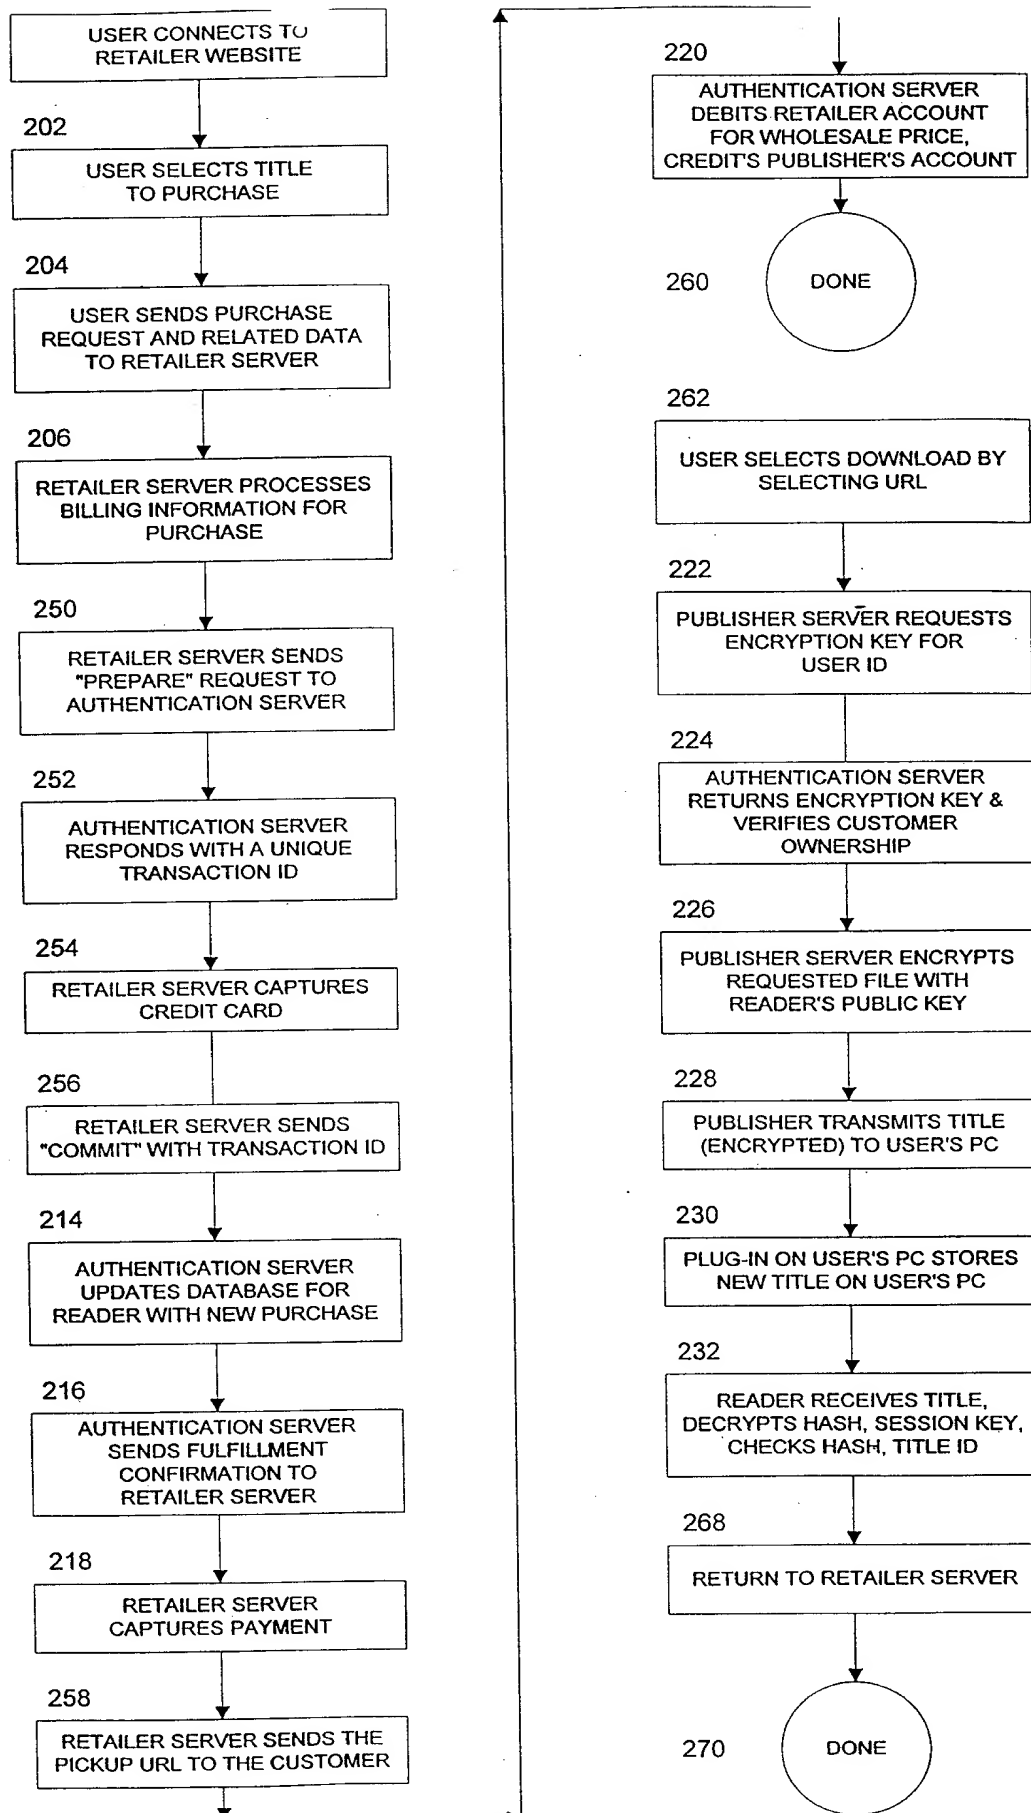 USER CONNECTS TO
RETAILER WEBSITE
202
USER SELECTS TITLE
TO PURCHASE
204
USER SENDS PURCHASE
REQUEST AND RELATED DATA
TO RETAILER SERVER
206
RETAILER SERVER PROCESSES
BILLING INFORMATION FOR
PURCHASE
250
RETAILER SERVER SENDS
"PREPARE" REQUEST TO
AUTHENTICATION SERVER
252
AUTHENTICATION SERVER
RESPONDS WITH A UNIQUE
TRANSACTION ID
254
RETAILER SERVER CAPTURES
CREDIT CARD
256
RETAILER SERVER SENDS
"COMMIT" WITH TRANSACTION ID
214
AUTHENTICATION SERVER
UPDATES DATABASE FOR
READER WITH NEW PURCHASE
216
AUTHENTICATION SERVER
SENDS FULFILLMENT
CONFIRMATION TO
RETAILER SERVER
218
RETAILER SERVER
CAPTURES PAYMENT
258
RETAILER SERVER SENDS THE
PICKUP URL TO THE CUSTOMER
220
AUTHENTICATION SERVER
DEBITS RETAILER ACCOUNT
FOR WHOLESALE PRICE,
CREDIT'S PUBLISHER'S ACCOUNT
260
DONE
262
USER SELECTS DOWNLOAD BY
SELECTING URL
222
PUBLISHER SERVER REQUESTS
ENCRYPTION KEY FOR
USER ID
224
AUTHENTICATION SERVER
RETURNS ENCRYPTION KEY &
VERIFIES CUSTOMER
OWNERSHIP
226
PUBLISHER SERVER ENCRYPTS
REQUESTED FILE WITH
READER'S PUBLIC KEY
228
PUBLISHER TRANSMITS TITLE
(ENCRYPTED) TO USER'S PC
230
PLUG-IN ON USER'S PC STORES
NEW TITLE ON USER'S PC
232
READER RECEIVES TITLE,
DECRYPTS HASH, SESSION KEY,
CHECKS HASH, TITLE ID
268
RETURN TO RETAILER SERVER
270
DONE